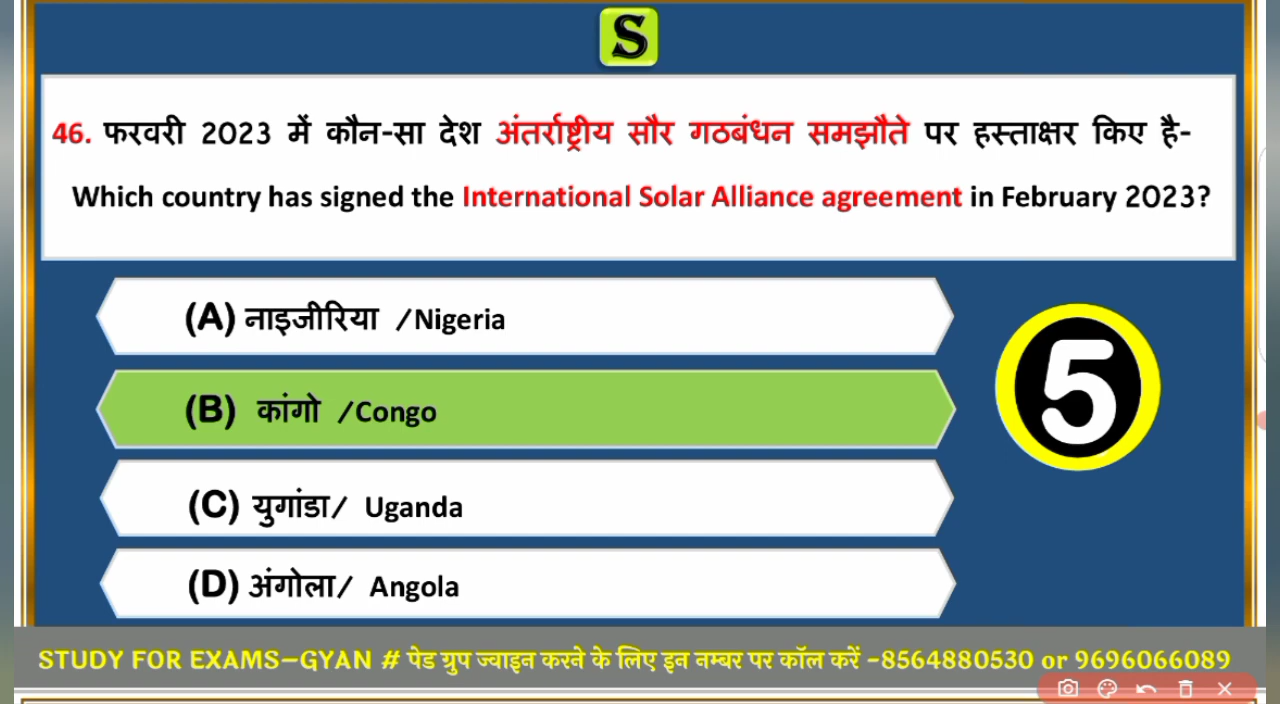 S
46. फरवरी 2023 में कौन-सा देश अंतर्राष्ट्रीय सौर गठबंधन समझौते पर हस्ताक्षर किए है-
Which country has signed the International Solar Alliance agreement in February 2023?
(A) नाइजीरिया /Nigeria
(B) कांगो /Congo
5
(C) युगांडा/ Uganda
(D) अंगोला/ Angola
STUDY FOR EXAMS–GYAN # पेड ग्रुप ज्वाइन करने के लिए इन नम्बर पर कॉल करें -8564880530 or 9696066089